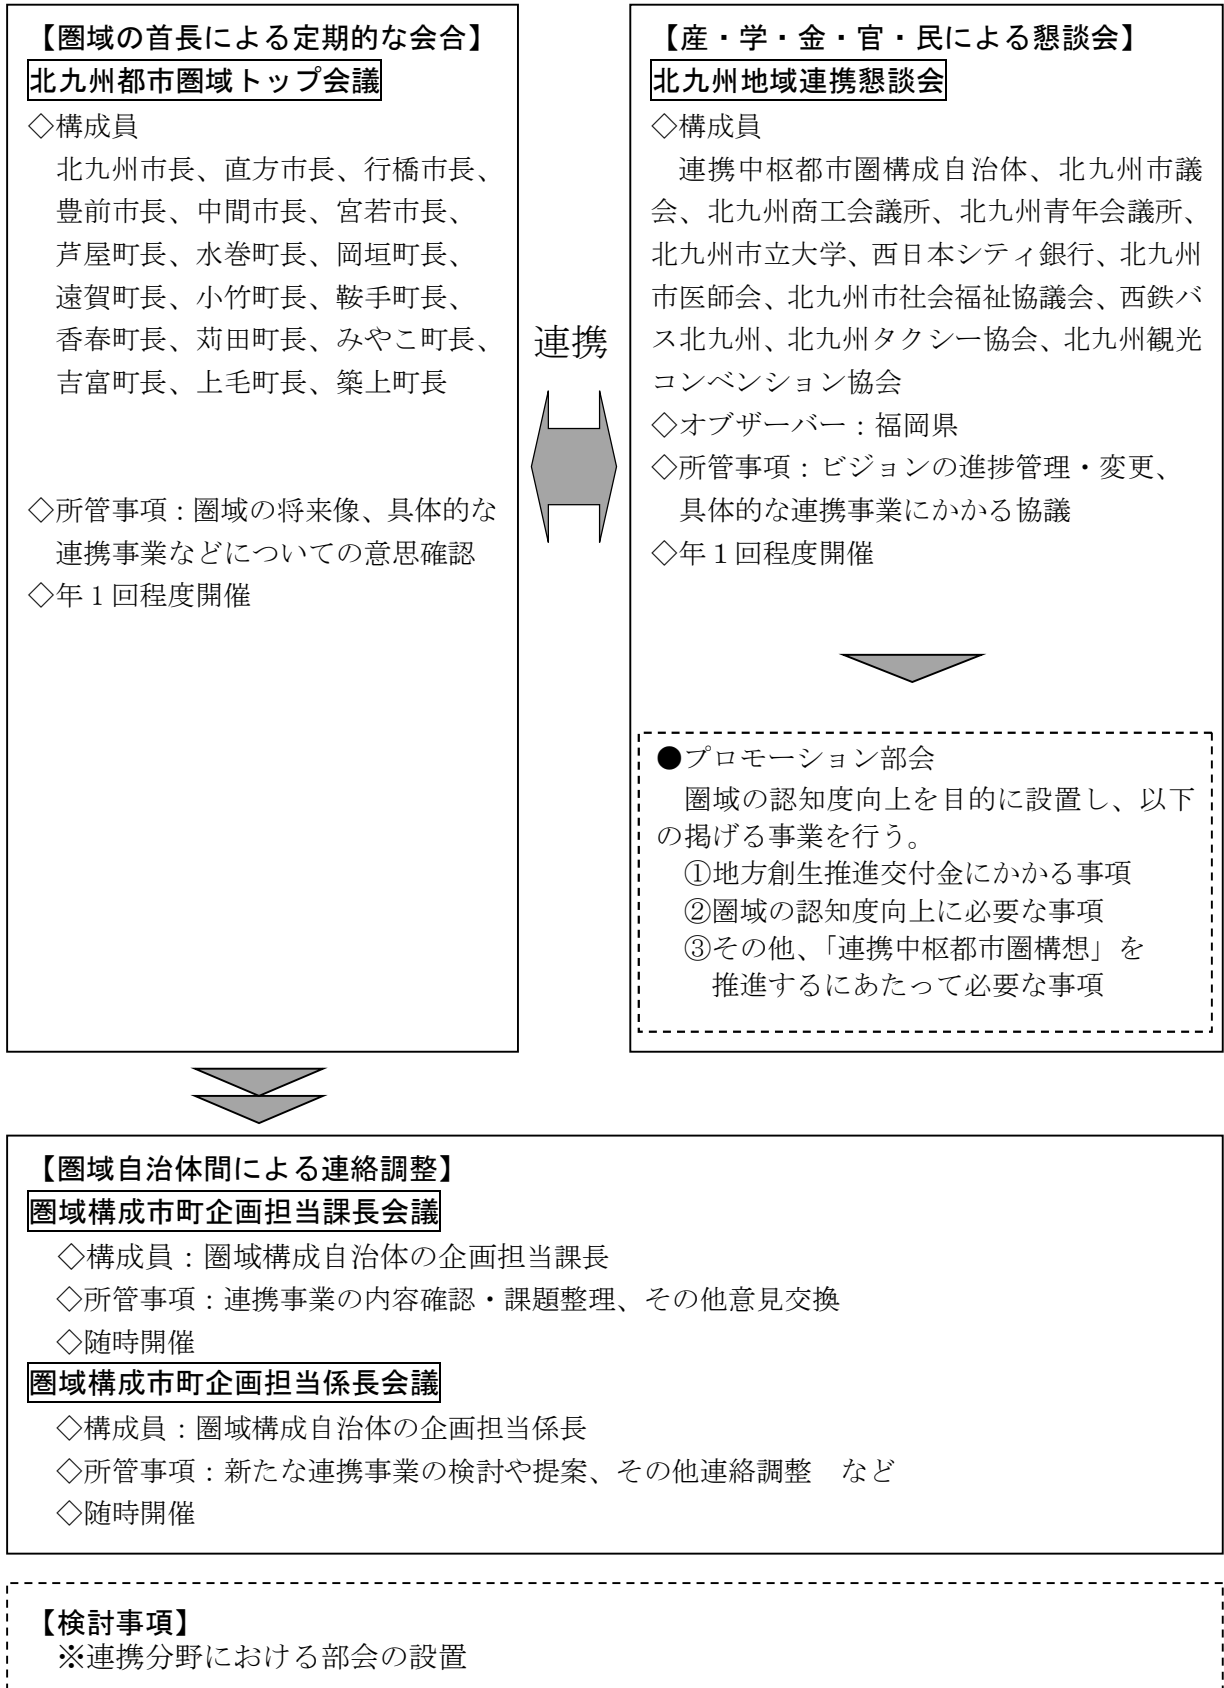 【圏域の首長による定期的な会合】
北九州都市圏域トップ会議
◇構成員
北九州市長、直方市長、行橋市長、
豊前市長、中間市長、宮若市長、
芦屋町長、水巻町長、岡垣町長、
遠賀町長、小竹町長、鞍手町長、
香春町長、苅田町長、みやこ町長、
吉富町長、上毛町長、築上町長
◇所管事項：圏域の将来像、具体的な
連携事業などについての意思確認
◇年１回程度開催
連携
【産・学・金・官・民による懇談会】
北九州地域連携懇談会
◇構成員
連携中枢都市圏構成自治体、北九州市議
会、北九州商工会議所、北九州青年会議所、
北九州市立大学、西日本シティ銀行、北九州
市医師会、北九州市社会福祉協議会、西鉄バ
ス北九州、北九州タクシー協会、北九州観光
コンベンション協会
◇オブザーバー：福岡県
◇所管事項：ビジョンの進捗管理・変更、
具体的な連携事業にかかる協議
◇年１回程度開催
●プロモーション部会
圏域の認知度向上を目的に設置し、以下
の掲げる事業を行う。
①地方創生推進交付金にかかる事項
②圏域の認知度向上に必要な事項
③その他、「連携中枢都市圏構想」を
推進するにあたって必要な事項
【圏域自治体間による連絡調整】
圏域構成市町企画担当課長会議
◇構成員：圏域構成自治体の企画担当課長
◇所管事項：連携事業の内容確認・課題整理、その他意見交換
◇随時開催
圏域構成市町企画担当係長会議
◇構成員：圏域構成自治体の企画担当係長
◇所管事項：新たな連携事業の検討や提案、その他連絡調整　など
◇随時開催
【検討事項】
※連携分野における部会の設置